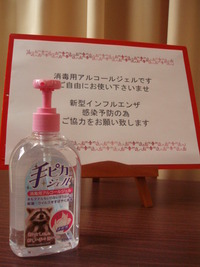 消毒用アルコールジェルです
ご自由にお使い下さいませ
新型インフルエンザ
感染予防の為
ご協力をお願い致します
手ピカ
ジェル